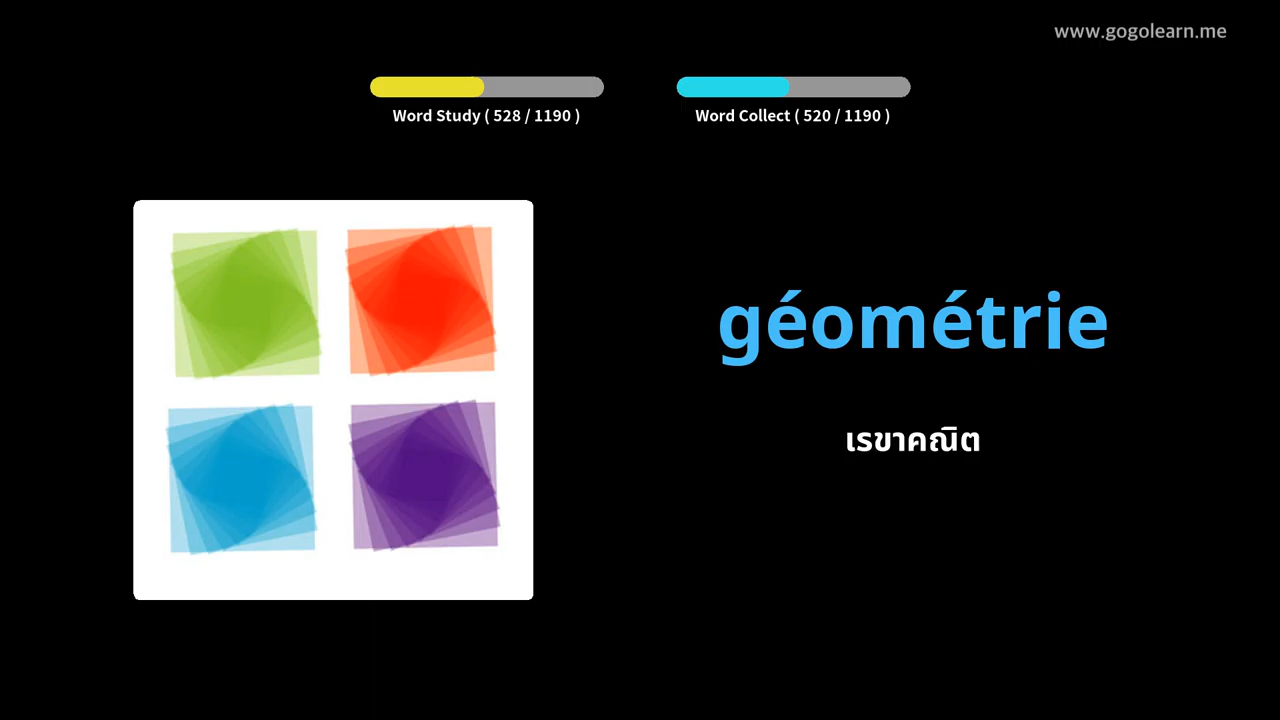 www.gogolearn.me
Word Study ( 528 / 1190 )
Word Collect ( 520 / 1190 )
géométrie
เรขาคณิต